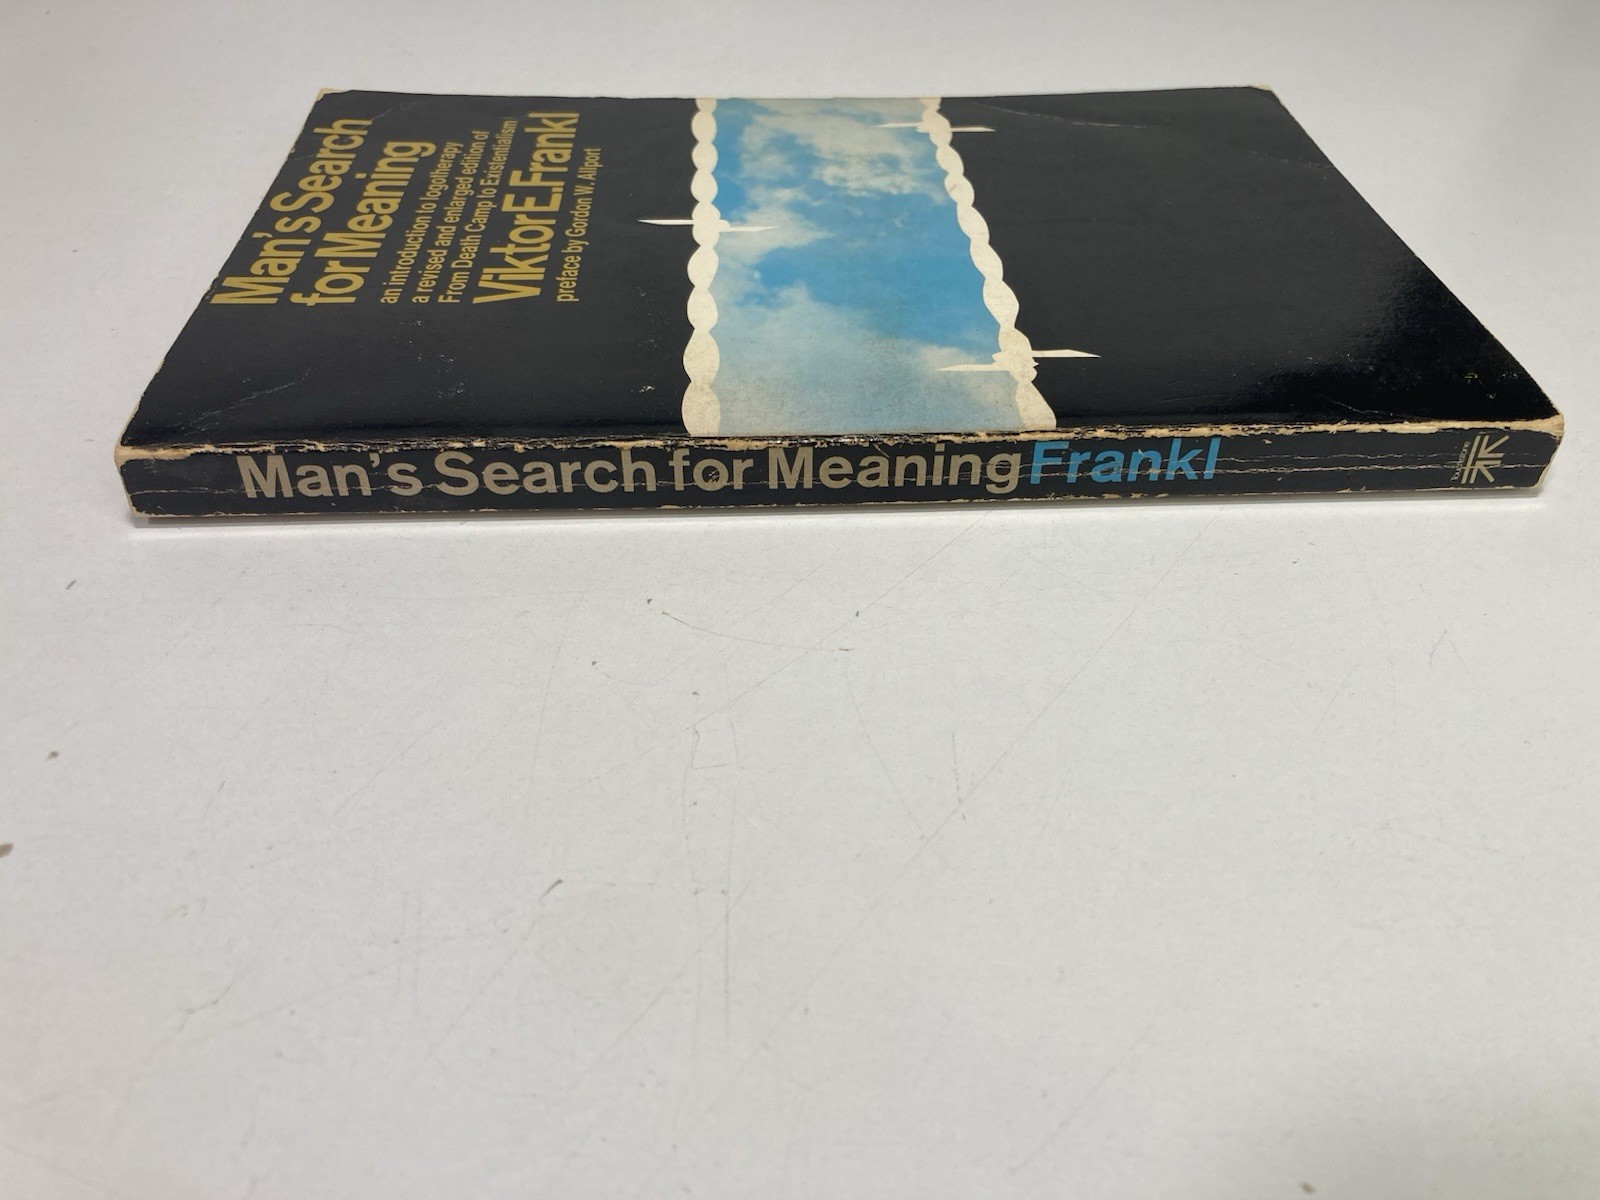 Man's Search
for Meaning
an introduction to logotherapy
a revised and enlarged edition of
From Death Camp to Existentialism
Viktor E. Frankl
preface by Gordon W. Allport
Man's Search for Meaning Frankl